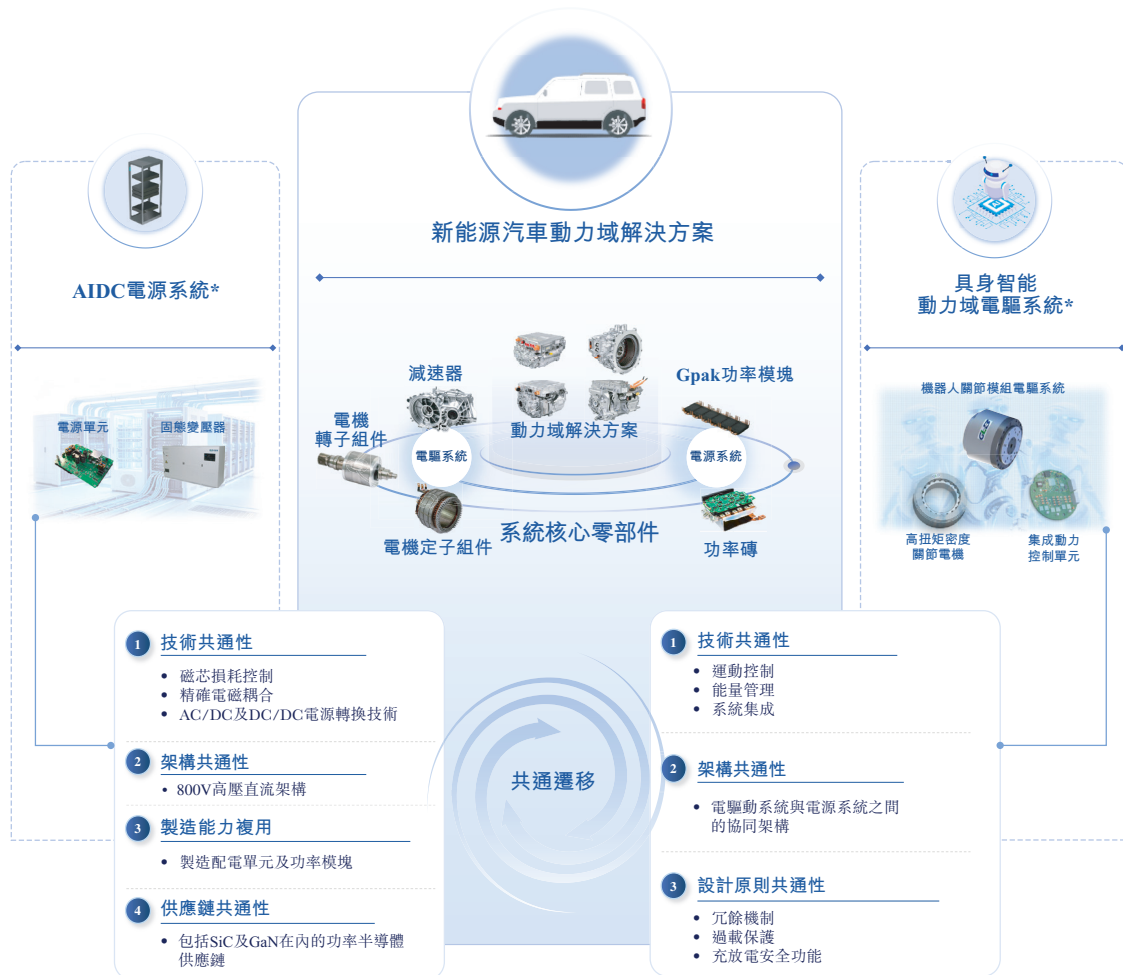 新能源汽車動力域解決方案
AIDC電源系統*
電源單元
固態變壓器
減速器
電機
轉子組件
電驅系統
電機定子組件
動力域解決方案
Gpak功率模塊
電源系統
功率磚
系統核心零部件
具身智能
動力域電驅系統*
機器人關節模組電驅系統
高扭矩密度
關節電機
集成動力
控制單元
1 技術共通性
• 磁芯損耗控制
• 精確電磁耦合
• AC/DC及DC/DC電源轉換技術
2 架構共通性
• 800V高壓直流架構
3 製造能力複用
• 製造配電單元及功率模塊
4 供應鏈共通性
• 包括SiC及GaN在內的功率半導體
供應鏈
共通遷移
1 技術共通性
• 運動控制
• 能量管理
• 系統集成
2 架構共通性
• 電驅動系統與電源系統之間
的協同架構
3 設計原則共通性
• 冗餘機制
• 過載保護
• 充放電安全功能